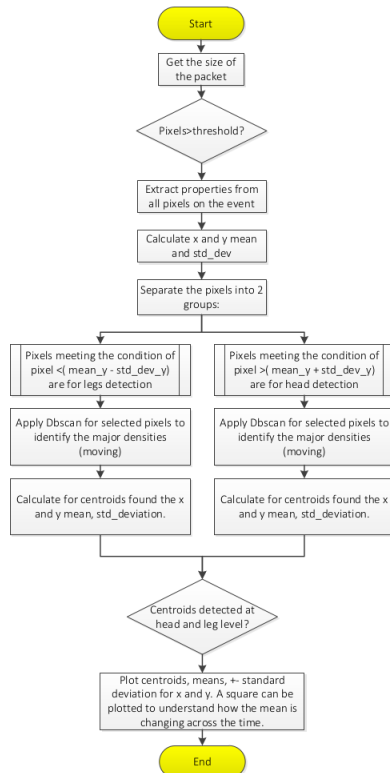 Start
Get the size of
the packet
Pixels>threshold?
Extract properties from
all pixels on the event
Calculate x and y mean
and std_dev
Separate the pixels into 2
groups:
Pixels meeting the condition of
pixel <( mean_y - std_dev_y)
are for legs detection
Pixels meeting the condition of
pixel >( mean_y + std_dev_y)
are for head detection
Apply Dbscan for selected pixels to
identify the major densities
(moving)
Apply Dbscan for selected pixels to
identify the major densities
(moving)
Calculate for centroids found the x
and y mean, std_deviation.
Calculate for centroids found the x
and y mean, std_deviation.
Centroids detected at
head and leg level?
Plot centroids, means, +- standard
deviation for x and y. A square can be
plotted to understand how the mean is
changing across the time.
End